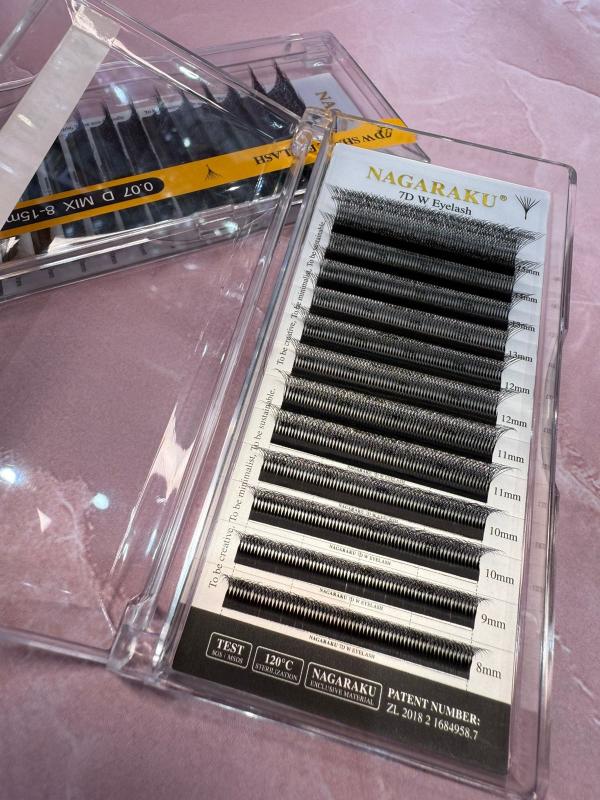 NAGARAKU®
7D W Eyelash
13mm
13mm
12mm
12mm
11mm
11mm
10mm
10mm
9mm
8mm
To be creative, To be minimalist, To be sustainable.
To be creative, To be minimalist, To be sustainable.
NAGARAKU 7D W EYELASH
NAGARAKU 7D W EYELASH
NAGARAKU 7D W EYELASH
TEST
SGS / MSDS
120°C
STERILIZATION
NAGARAKU
EXCLUSIVE MATERIAL
PATENT NUMBER:
ZL 2018 2 1684958.7
0.07 D MIX 8-15m